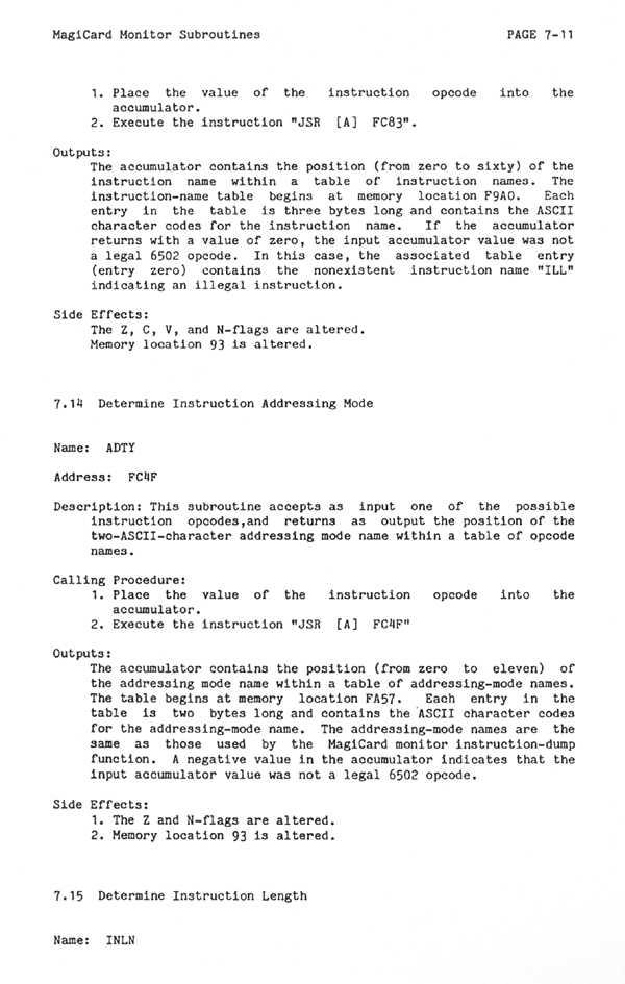 MagiCard Monitor Subroutines PAGE 7-11
1. Place the value of the instruction opcode into the
accumulator.
2. Execute the instruction "JSR [A] FC83".
Outputs:
The accumulator contains the position (from zero to sixty) of the
instruction name within a table of instruction names. The
instruction-name table begins at memory location F9A0. Each
entry in the table is three bytes long and contains the ASCII
character codes for the instruction name. If the accumulator
returns with a value of zero, the input accumulator value was not
a legal 6502 opcode. In this case, the associated table entry
(entry zero) contains the nonexistent instruction name "ILL"
indicating an illegal instruction.
Side Effects:
The Z, C, V, and N-flags are altered.
Memory location 93 is altered.
7.14 Determine Instruction Addressing Mode
Name: ADTY
Address: FC4F
Description: This subroutine accepts as input one of the possible
instruction opcodes,and returns as output the position of the
two-ASCII-character addressing mode name within a table of opcode
names.
Calling Procedure:
1. Place the value of the instruction opcode into the
accumulator.
2. Execute the instruction "JSR [A] FC4F"
Outputs:
The accumulator contains the position (from zero to eleven) of
the addressing mode name within a table of addressing-mode names.
The table begins at memory location FA57. Each entry in the
table is two bytes long and contains the ASCII character codes
for the addressing-mode name. The addressing-mode names are the
same as those used by the MagiCard monitor instruction-dump
function. A negative value in the accumulator indicates that the
input accumulator value was not a legal 6502 opcode.
Side Effects:
1. The Z and N-flags are altered.
2. Memory location 93 is altered.
7.15 Determine Instruction Length
Name: INLN